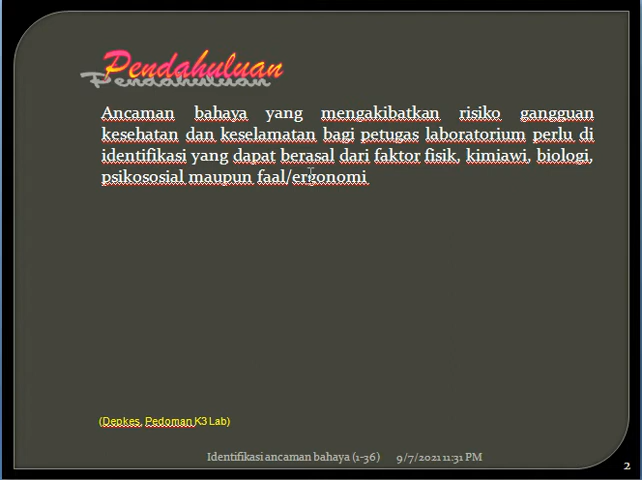 Pendahuluan
Ancaman bahaya yang mengakibatkan risiko gangguan
kesehatan dan keselamatan bagi petugas laboratorium perlu di
identifikasi yang dapat berasal dari faktor fisik, kimiawi, biologi,
psikososial maupun faal/ergonomi
(Depkes, Pedoman K3 Lab)
Identifikasi ancaman bahaya (1-36) 9/7/2021 11:31 PM
2